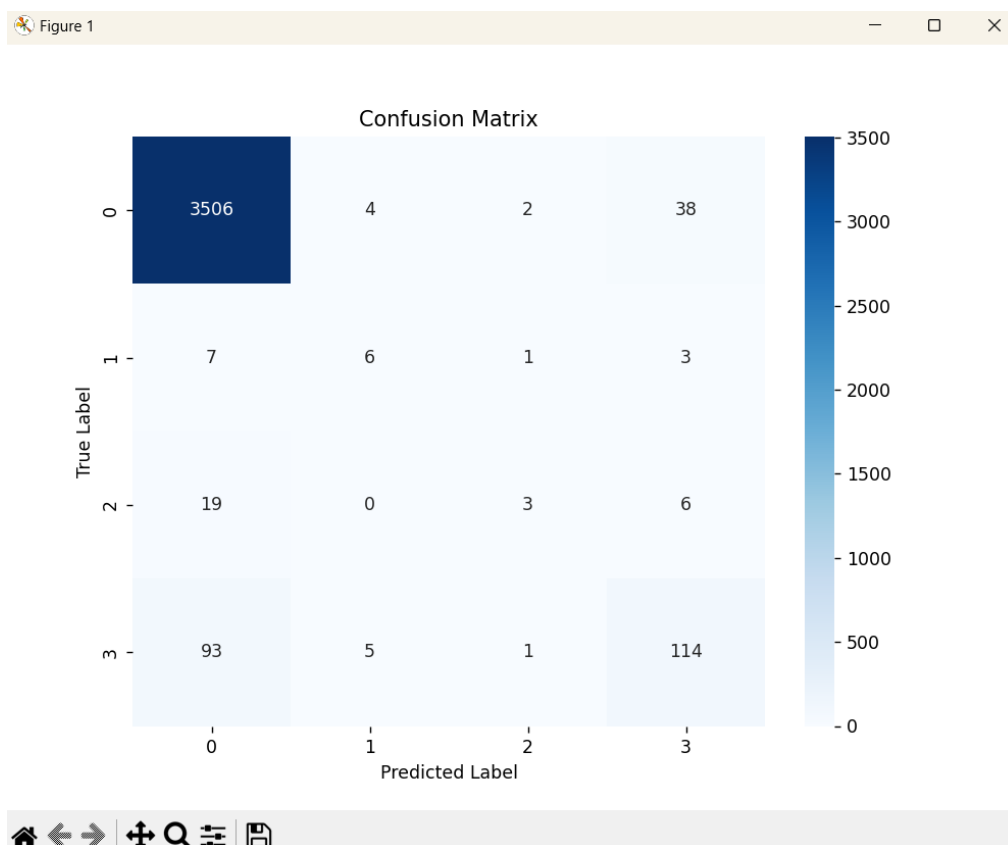 Figure 1
Confusion Matrix
0 3506 4 2 38
1 7 6 1 3
2 19 0 3 6
3 93 5 1 114
0 1 2 3
True Label
Predicted Label
3500
3000
2500
2000
1500
1000
500
0